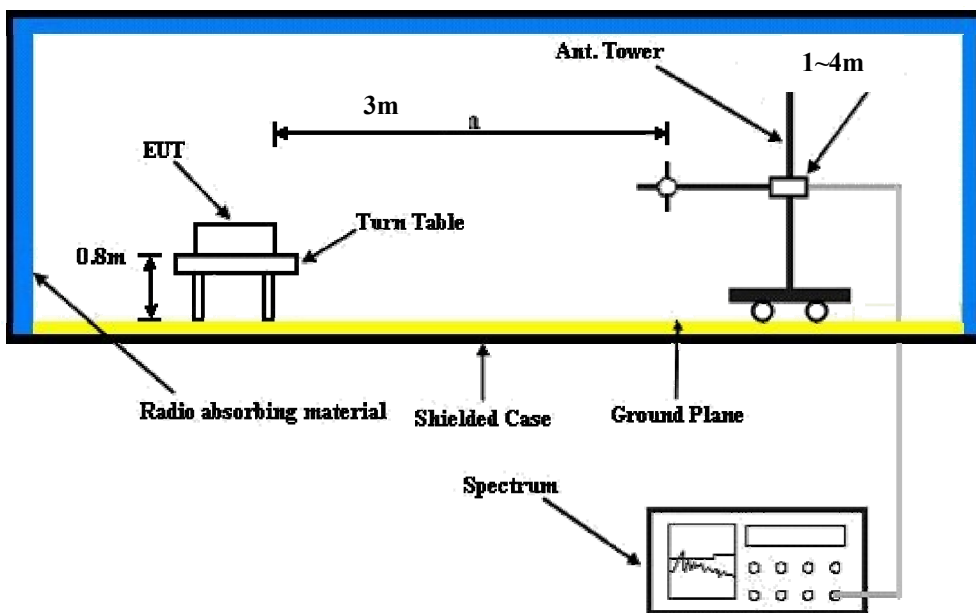 Ant. Tower
1~4m
3m
n
EUT
Turn Table
0.8m
Radio absorbing material
Shielded Case
Ground Plane
Spectrum